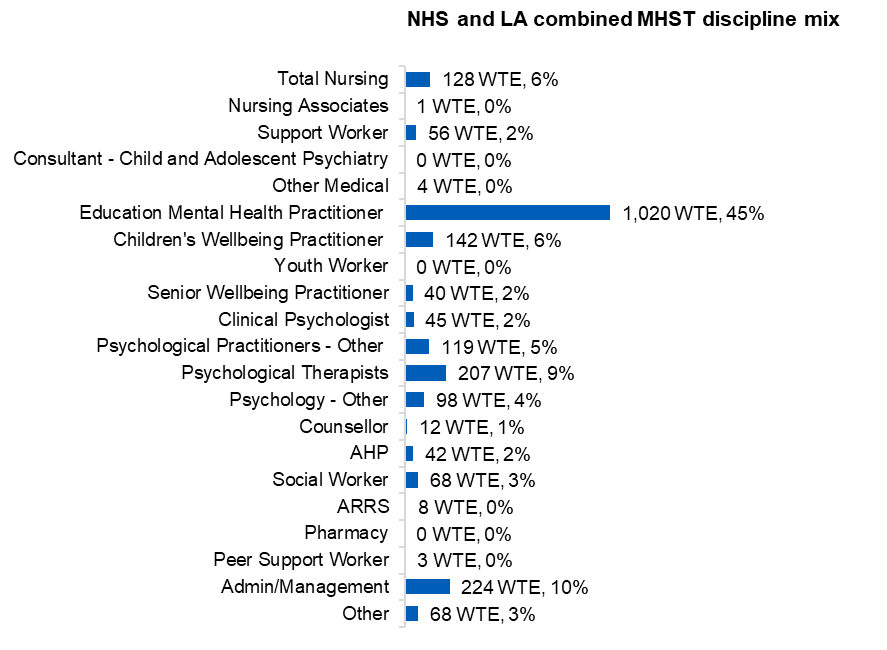 NHS and LA combined MHST discipline mix
Total Nursing 128 WTE, 6%
Nursing Associates 1 WTE, 0%
Support Worker 56 WTE, 2%
Consultant - Child and Adolescent Psychiatry 0 WTE, 0%
Other Medical 4 WTE, 0%
Education Mental Health Practitioner 1,020 WTE, 45%
Children's Wellbeing Practitioner 142 WTE, 6%
Youth Worker 0 WTE, 0%
Senior Wellbeing Practitioner 40 WTE, 2%
Clinical Psychologist 45 WTE, 2%
Psychological Practitioners - Other 119 WTE, 5%
Psychological Therapists 207 WTE, 9%
Psychology - Other 98 WTE, 4%
Counsellor 12 WTE, 1%
AHP 42 WTE, 2%
Social Worker 68 WTE, 3%
ARRS 8 WTE, 0%
Pharmacy 0 WTE, 0%
Peer Support Worker 3 WTE, 0%
Admin/Management 224 WTE, 10%
Other 68 WTE, 3%